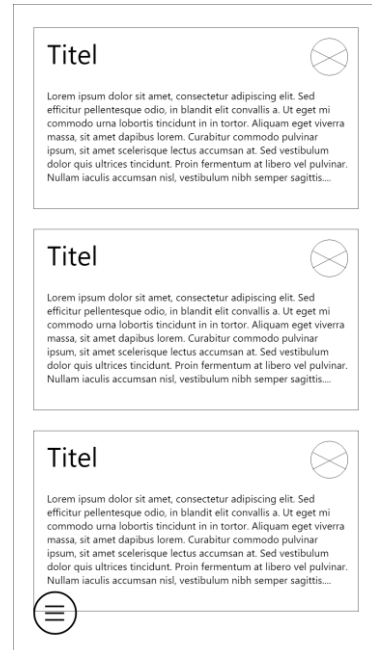 Titel
Lorem ipsum dolor sit amet, consectetur adipiscing elit. Sed
efficitur pellentesque odio, in blandit elit convallis a. Ut eget mi
commodo urna lobortis tincidunt in in tortor. Aliquam eget viverra
massa, sit amet dapibus lorem. Curabitur commodo pulvinar
ipsum, sit amet scelerisque lectus accumsan at. Sed vestibulum
dolor quis ultrices tincidunt. Proin fermentum at libero vel pulvinar.
Nullam iaculis accumsan nisl, vestibulum nibh semper sagittis....
Titel
Lorem ipsum dolor sit amet, consectetur adipiscing elit. Sed
efficitur pellentesque odio, in blandit elit convallis a. Ut eget mi
commodo urna lobortis tincidunt in in tortor. Aliquam eget viverra
massa, sit amet dapibus lorem. Curabitur commodo pulvinar
ipsum, sit amet scelerisque lectus accumsan at. Sed vestibulum
dolor quis ultrices tincidunt. Proin fermentum at libero vel pulvinar.
Nullam iaculis accumsan nisl, vestibulum nibh semper sagittis....
Titel
Lorem ipsum dolor sit amet, consectetur adipiscing elit. Sed
efficitur pellentesque odio, in blandit elit convallis a. Ut eget mi
commodo urna lobortis tincidunt in in tortor. Aliquam eget viverra
massa, sit amet dapibus lorem. Curabitur commodo pulvinar
ipsum, sit amet scelerisque lectus accumsan at. Sed vestibulum
dolor quis ultrices tincidunt. Proin fermentum at libero vel pulvinar.
Nullam iaculis accumsan nisl, vestibulum nibh semper sagittis....